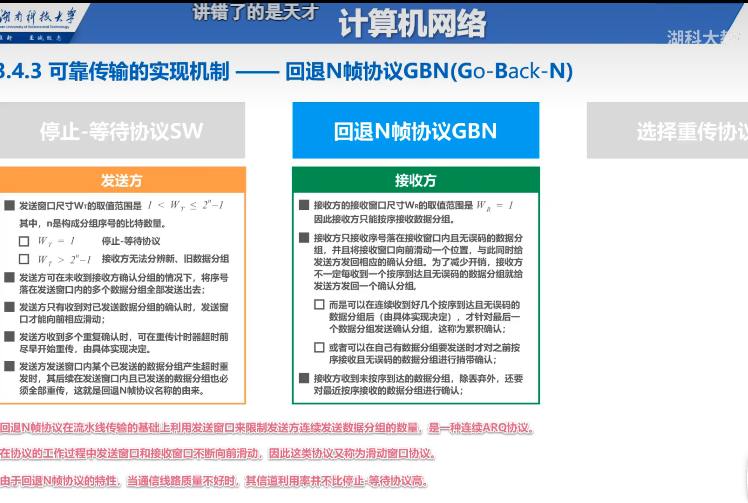 湖南科技大学
讲错了的是天才
计算机网络
湖科大教
3.4.3 可靠传输的实现机制 —— 回退N帧协议GBN(Go-Back-N)
停止-等待协议SW
回退N帧协议GBN
选择重传协议
发送方
发送窗口尺寸WT的取值范围是 1 < WT ≤ 2ⁿ−1
其中，n是构成分组序号的比特数量。
WT = 1 停止-等待协议
WT > 2ⁿ−1 接收方无法分辨新、旧数据分组
发送方可在未收到接收方确认分组的情况下，将序号
落在发送窗口内的多个数据分组全部发送出去；
发送方只有收到对已发送数据分组的确认时，发送窗
口才能向前相应滑动；
发送方收到多个重复确认时，可在重传计时器超时前
尽早开始重传，由具体实现决定。
发送方发送窗口内某个已发送的数据分组产生超时重
发时，其后续在发送窗口内且已发送的数据分组也必
须全部重传，这就是回退N帧协议名称的由来。
接收方
接收方的接收窗口尺寸WR的取值范围是 WR = 1
因此接收方只能按序接收数据分组。
接收方只接收序号落在接收窗口内且无误码的数据分
组，并且将接收窗口向前滑动一个位置，与此同时给
发送方发回相应的确认分组。为了减少开销，接收方
不一定每收到一个按序到达且无误码的数据分组就给
发送方发回一个确认分组，
而是可以在连续收到好几个按序到达且无误码的
数据分组后（由具体实现决定），才针对最后一
个数据分组发送确认分组，这称为累积确认；
或者可以在自己有数据分组要发送时才对之前按
序接收且无误码的数据分组进行捎带确认；
接收方收到未按序到达的数据分组，除丢弃外，还要
对最近按序接收的数据分组进行确认；
回退N帧协议在流水线传输的基础上利用发送窗口来限制发送方连续发送数据分组的数量，是一种连续ARQ协议。
在协议的工作过程中发送窗口和接收窗口不断向前滑动，因此这类协议又称为滑动窗口协议。
由于回退N帧协议的特性，当通信线路质量不好时，其信道利用率并不比停止-等待协议高。